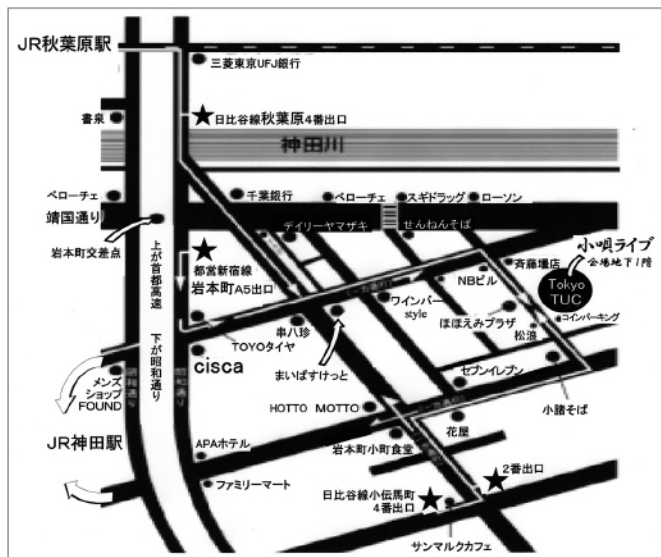 JR秋葉原駅
三菱東京UFJ銀行
書泉
日比谷線秋葉原4番出口
神田川
ベローチェ
千葉銀行
ベローチェ
スギドラッグ
ローソン
靖国通り
デイリーヤマザキ
せんねんそば
小唄ライブ
会場地下1階
岩本町交差点
都営新宿線
岩本町A5出口
上が首都高速
下が昭和通り
斉藤場店
NBビル
Tokyo
TUC
ワインバー
style
ほほえみプラザ
コインパーキング
松浪
串八珍
TOYOタイヤ
cisca
まいばすけっと
昭和通り
昭和通り
メンズ
ショップ
FOUND
セブンイレブン
小諸そば
HOTTO MOTTO
花屋
JR神田駅
APAホテル
岩本町小町食堂
ファミリーマート
2番出口
日比谷線小伝馬町
4番出口
サンマルクカフェ